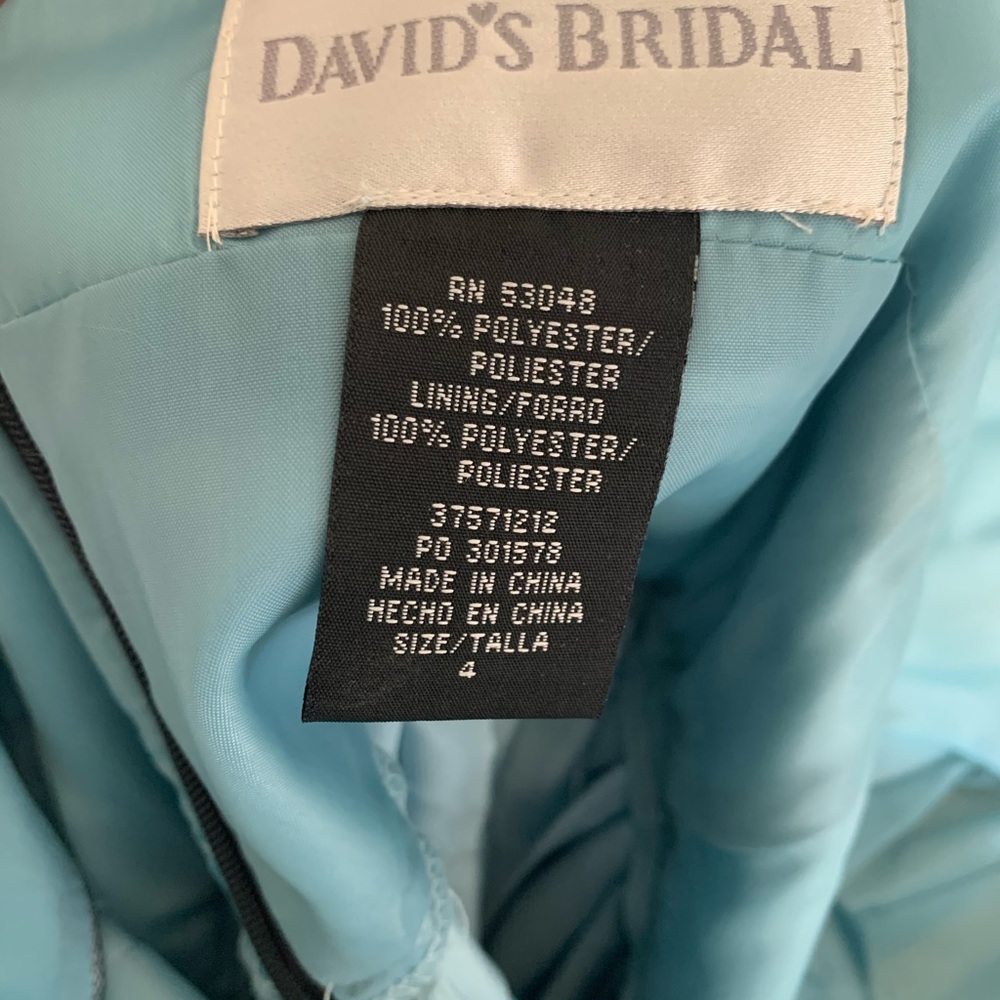 DAVID'S BRIDAL
RN 53048
100% POLYESTER/
POLIESTER
LINING/FORRO
100% POLYESTER/
POLIESTER
37571212
PO 301578
MADE IN CHINA
HECHO EN CHINA
SIZE/TALLA
4